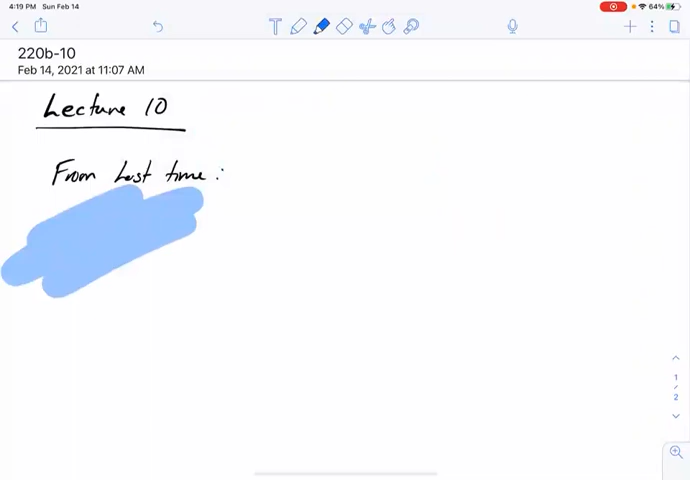 4:19 PM Sun Feb 14
64%
220b-10
Feb 14, 2021 at 11:07 AM
Lecture 10
From Last time :
1
/
2